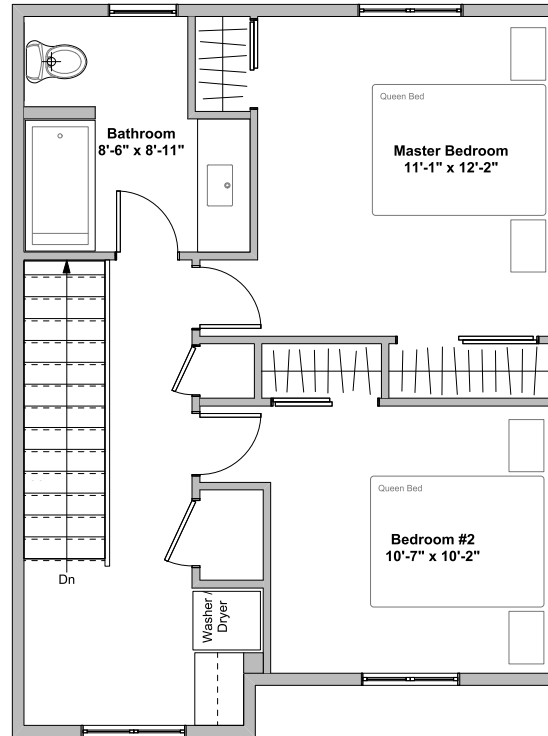 Bathroom
8'-6" x 8'-11"
Queen Bed
Master Bedroom
11'-1" x 12'-2"
Queen Bed
Bedroom #2
10'-7" x 10'-2"
Dn
Washer /
Dryer